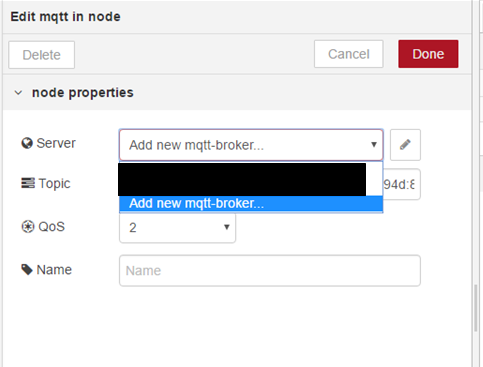 Edit mqtt in node
Delete
Cancel
Done
node properties
Server
Add new mqtt-broker...
Topic
94d:8
Add new mqtt-broker...
QoS
2
Name
Name